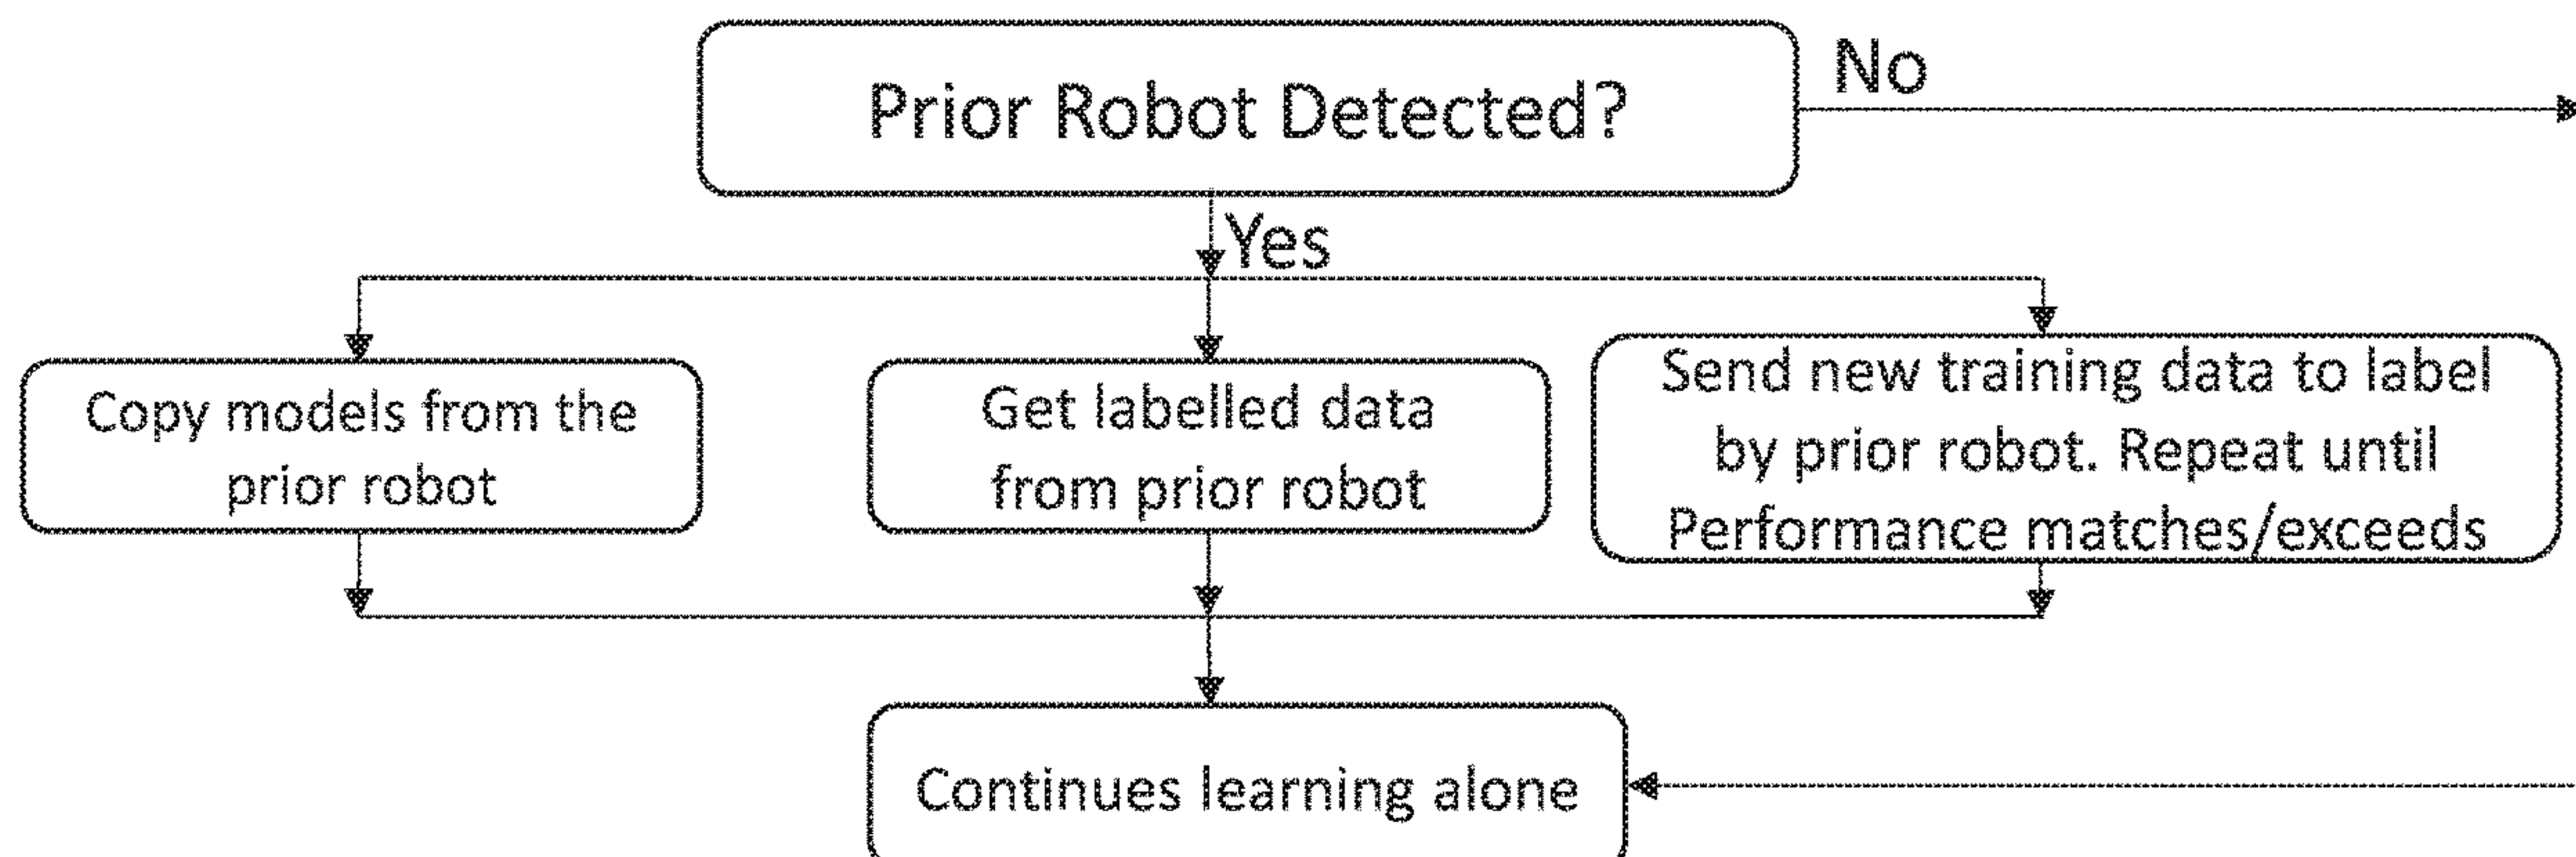 Prior Robot Detected?
No
Yes
Copy models from the
prior robot
Get labelled data
from prior robot
Send new training data to label
by prior robot. Repeat until
Performance matches/exceeds
Continues learning alone